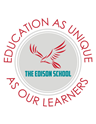 EDUCATION AS UNIQUE
THE EDISON SCHOOL
AS OUR LEARNERS